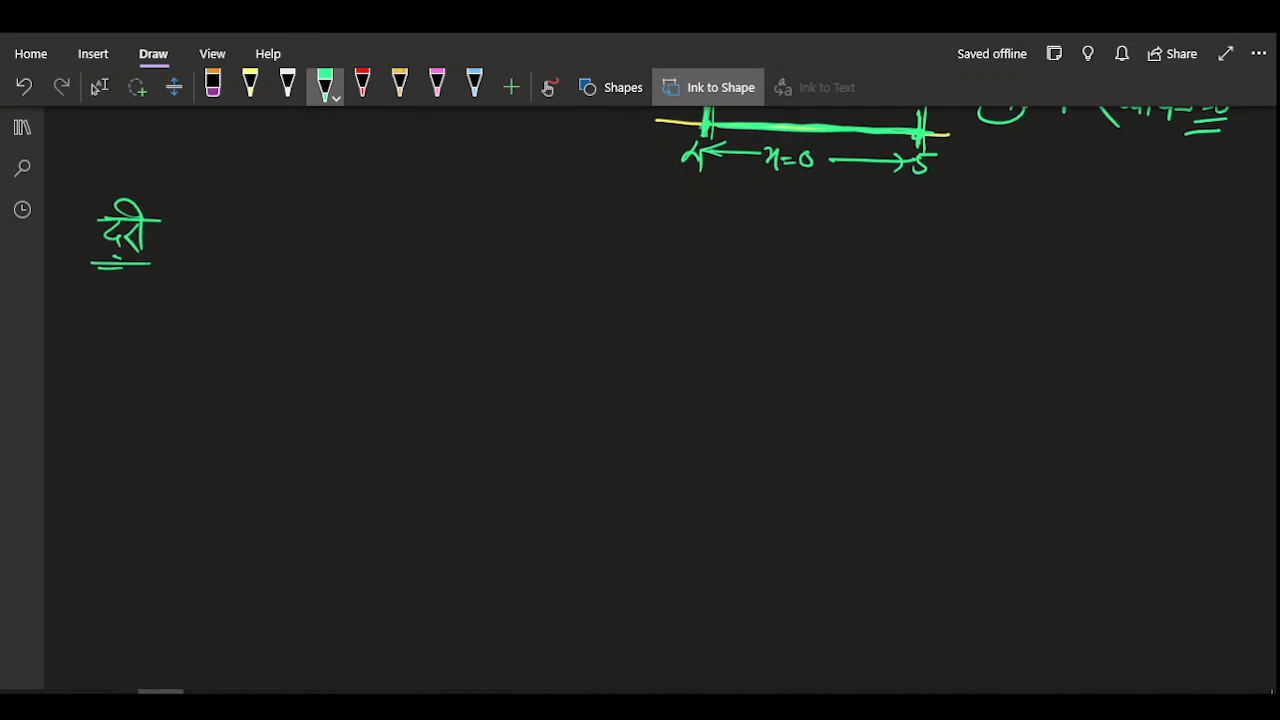 Home Insert Draw View Help Saved offline Share
Shapes Ink to Shape Ink to Text
x=0
5
दूरी